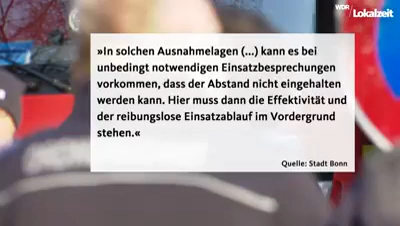 WDR
Lokalzeit
»In solchen Ausnahmelagen (...) kann es bei
unbedingt notwendigen Einsatzbesprechungen
vorkommen, dass der Abstand nicht eingehalten
werden kann. Hier muss dann die Effektivität und
der reibungslose Einsatzablauf im Vordergrund
stehen.«
Quelle: Stadt Bonn